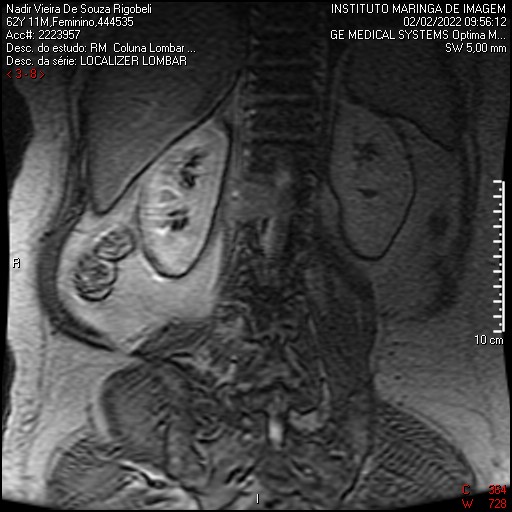 Nadir Vieira De Souza Rigobeli
62Y 11M,Feminino,444535
Acc#: 2223957
Desc. do estudo: RM  Coluna Lombar ...
Desc. da série: LOCALIZER LOMBAR
< 3 - 8 >
INSTITUTO MARINGA DE IMAGEM
02/02/2022 09:56:12
GE MEDICAL SYSTEMS Optima M...
SW 5,00 mm
R
10 cm
I
C 364
W 728